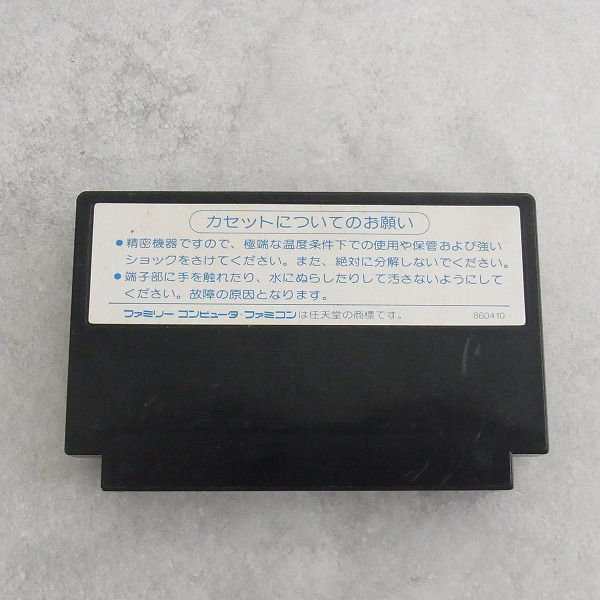 カセットについてのお願い
●精密機器ですので、極端な温度条件下での使用や保管および強い
ショックをさけてください。また、絶対に分解しないでください。
●端子部に手を触れたり、水にぬらしたりして汚さないようにして
ください。故障の原因となります。
ファミリーコンピュータ・ファミコンは任天堂の商標です。 860410